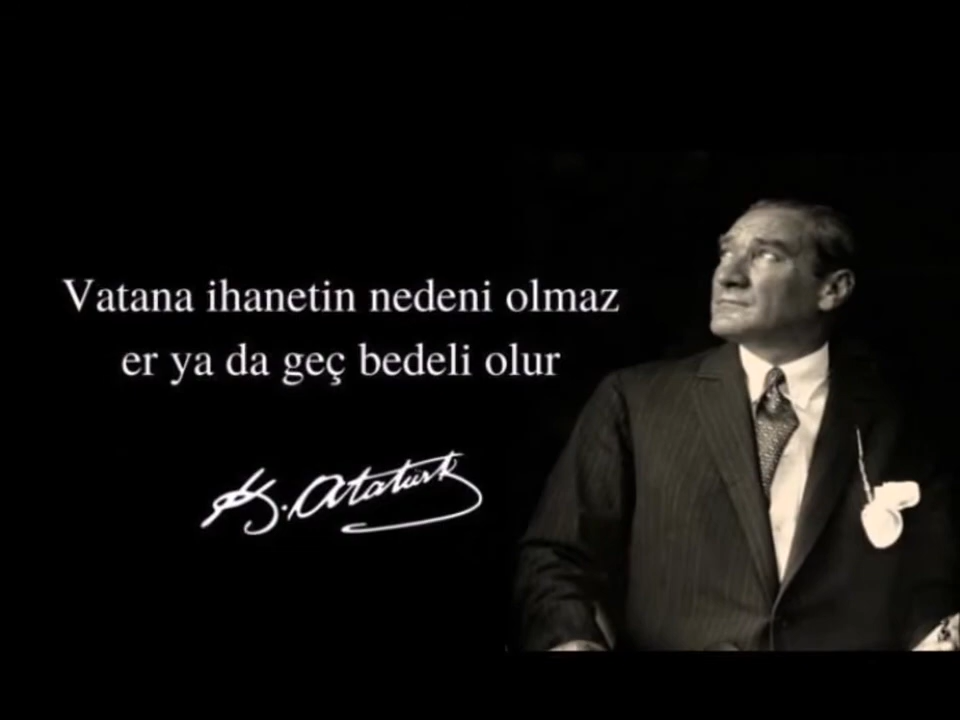 Vatana ihanetin nedeni olmaz
er ya da geç bedeli olur
K. Atatürk